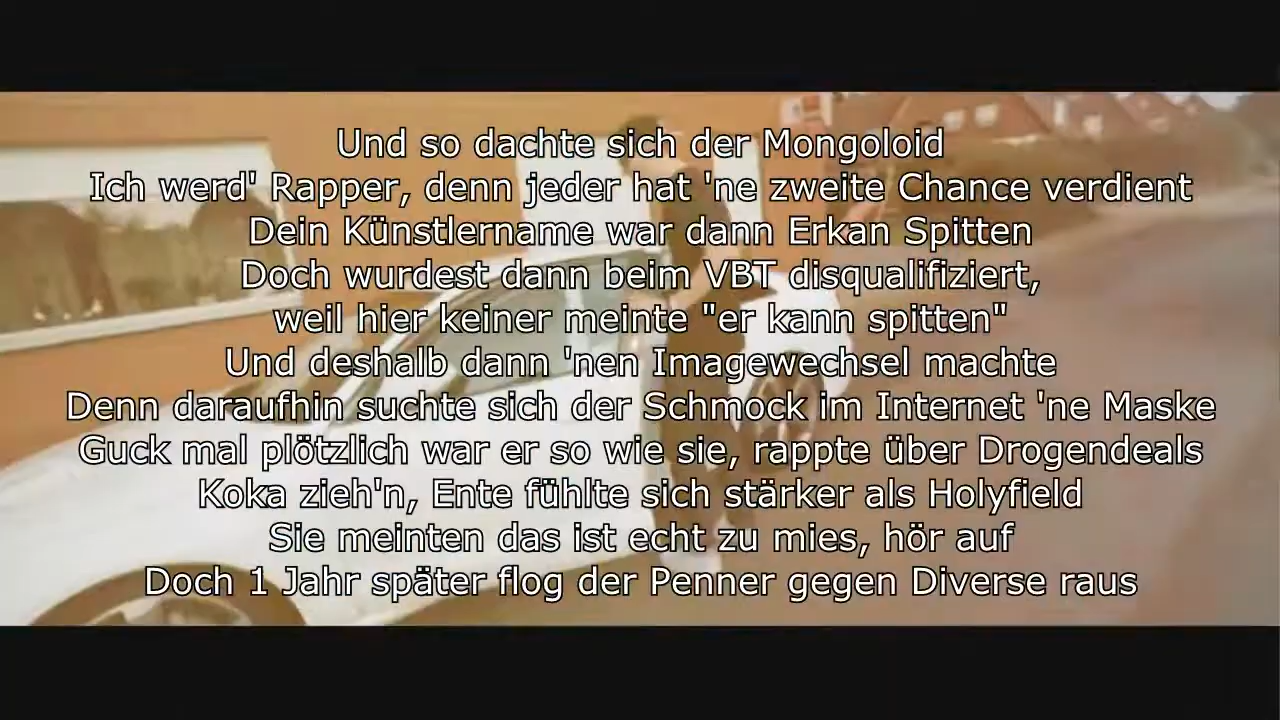 Und so dachte sich der Mongoloid
Ich werd' Rapper, denn jeder hat 'ne zweite Chance verdient
Dein Künstlername war dann Erkan Spitten
Doch wurdest dann beim VBT disqualifiziert,
weil hier keiner meinte "er kann spitten"
Und deshalb dann 'nen Imagewechsel machte
Denn daraufhin suchte sich der Schmock im Internet 'ne Maske
Guck mal plötzlich war er so wie sie, rappte über Drogendeals
Koka zieh'n, Ente fühlte sich stärker als Holyfield
Sie meinten das ist echt zu mies, hör auf
Doch 1 Jahr später flog der Penner gegen Diverse raus